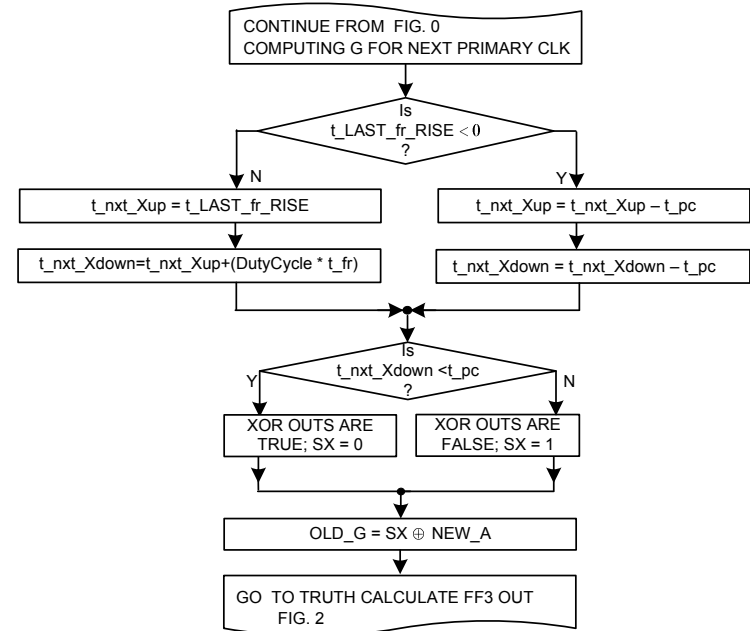 CONTINUE FROM  FIG. 0
COMPUTING G FOR NEXT PRIMARY CLK
Is
t_LAST_fr_RISE < 0
?
N
Y
t_nxt_Xup = t_LAST_fr_RISE
t_nxt_Xup = t_nxt_Xup – t_pc
t_nxt_Xdown=t_nxt_Xup+(DutyCycle * t_fr)
t_nxt_Xdown = t_nxt_Xdown – t_pc
Is
t_nxt_Xdown <t_pc
?
Y
N
XOR OUTS ARE
TRUE; SX = 0
XOR OUTS ARE
FALSE; SX = 1
OLD_G = SX ⊕ NEW_A
GO  TO TRUTH CALCULATE FF3 OUT
FIG. 2